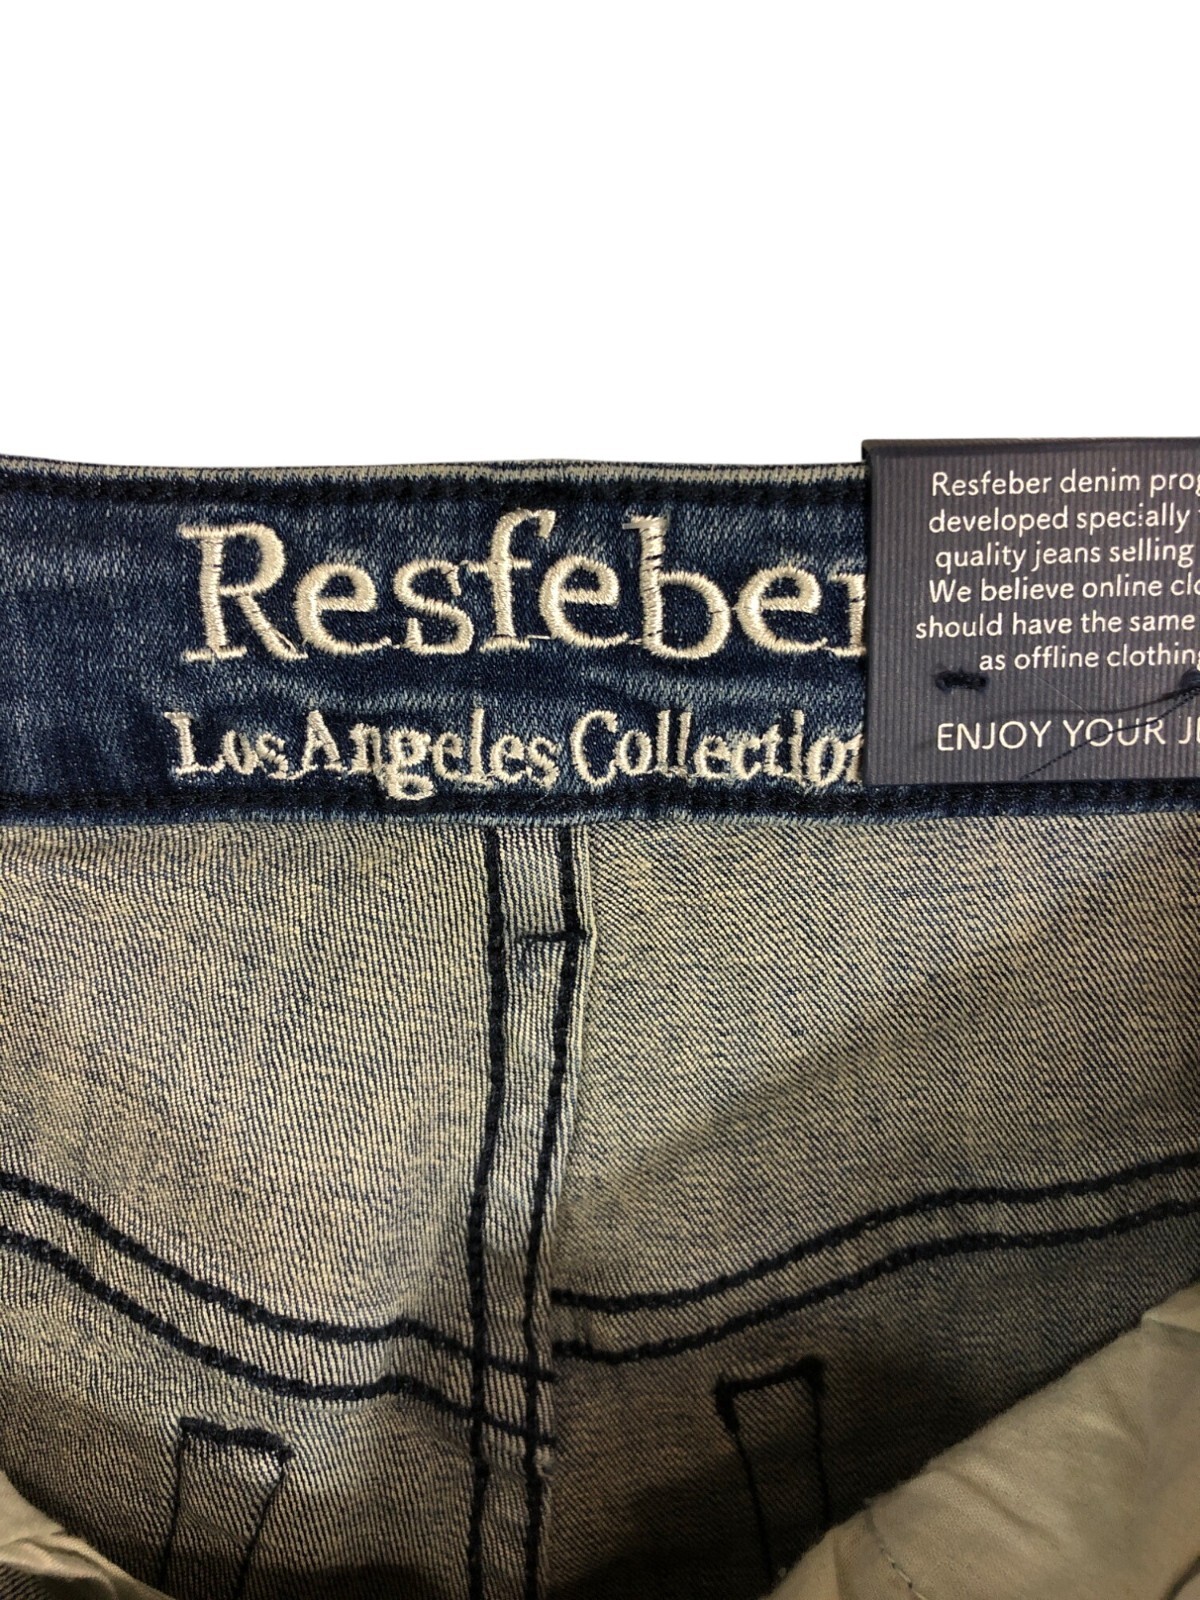 Resfeber
Los Angeles Collection
Resfeber denim prog
developed specially
quality jeans selling
We believe online clo
should have the same
as offline clothing
ENJOY YOUR JE